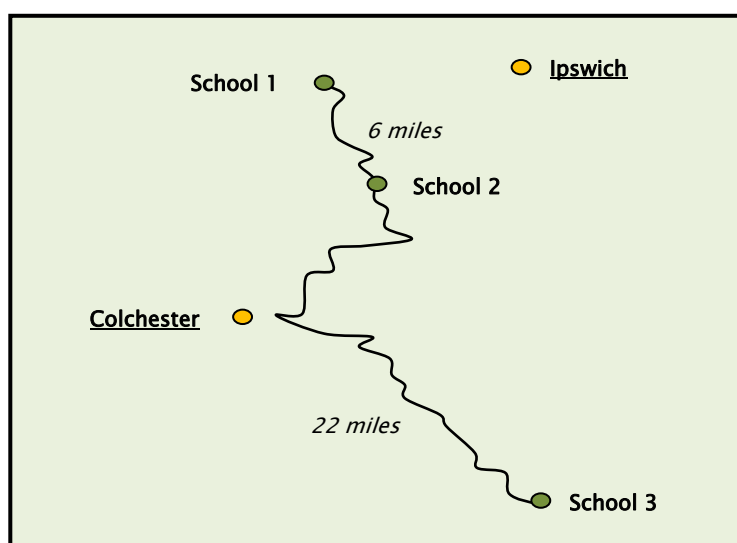 Ipswich
School 1
6 miles
School 2
Colchester
22 miles
School 3